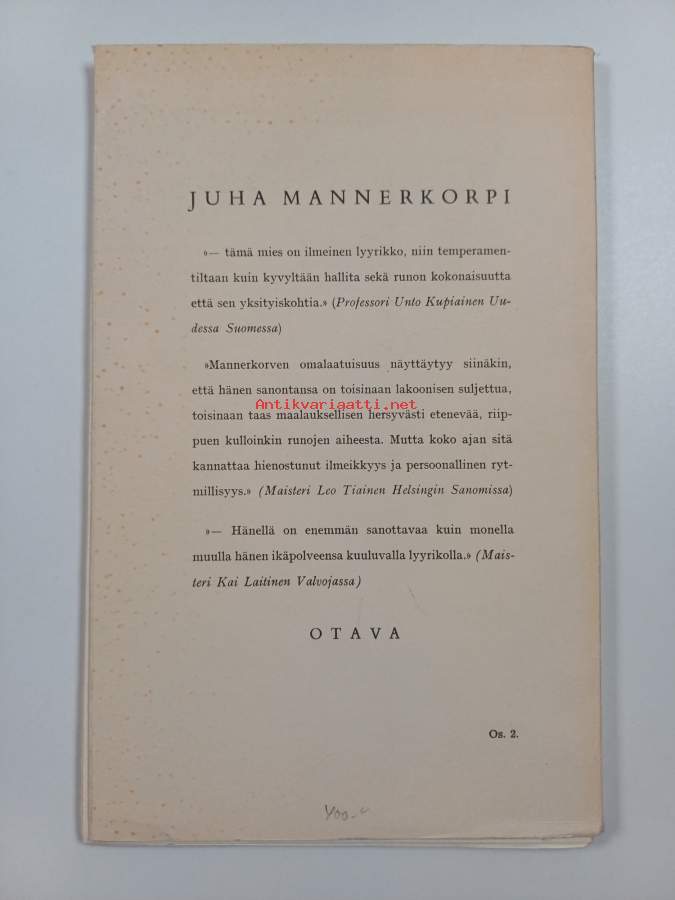 JUHA MANNERKORPI
»— tämä mies on ilmeinen lyyrikko, niin temperamen-
tiltaan kuin kyvyltään hallita sekä runon kokonaisuutta
että sen yksityiskohtia.» (Professori Unto Kupiainen Uu-
dessa Suomessa)
»Mannerkorven omalaatuisuus näyttäytyy siinäkin,
että hänen sanontansa on toisinaan lakoonisen suljettua,
Antikvariaatti.net
toisinaan taas maalauksellisen hersyvästi etenevää, riip-
puen kulloinkin runojen aiheesta. Mutta koko ajan sitä
kannattaa hienostunut ilmeikkyys ja persoonallinen ryt-
millisyys.» (Maisteri Leo Tiainen Helsingin Sanomissa)
»— Hänellä on enemmän sanottavaa kuin monella
muulla hänen ikäpolveensa kuuluvalla lyyrikolla.» (Mais-
teri Kai Laitinen Valvojassa)
OTAVA
Os. 2.
400.-